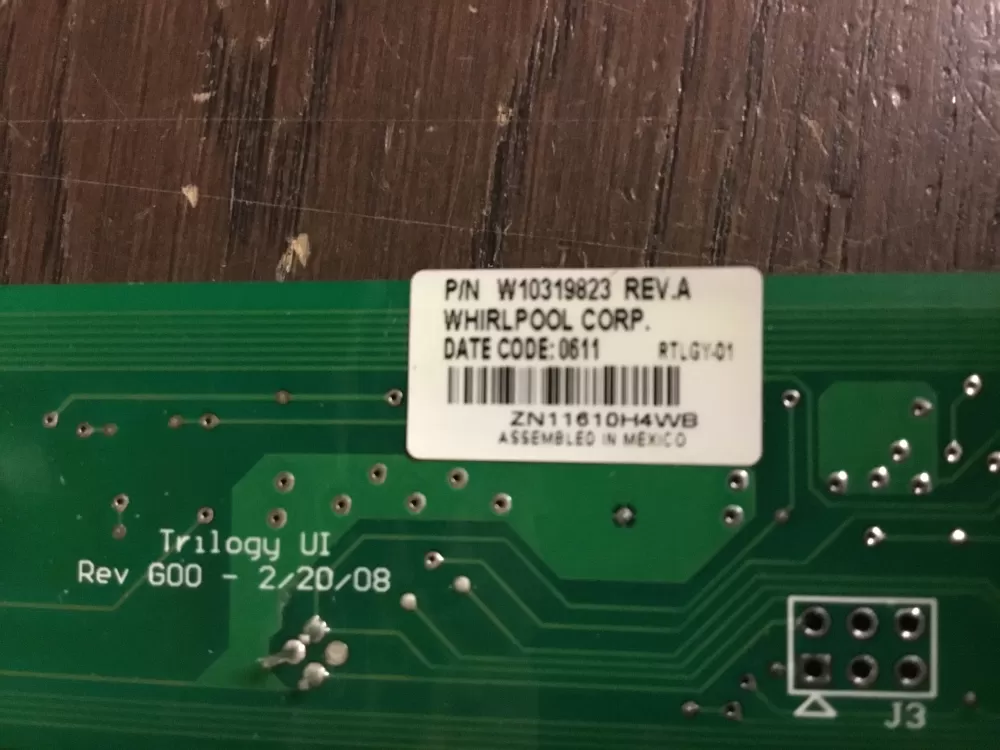 P/N W10319823 REV.A
WHIRLPOOL CORP.
DATE CODE: 0611 RTLGY-01
ZN11610H4WB
ASSEMBLED IN MEXICO
Trilogy UI
Rev G00 - 2/20/08
J3